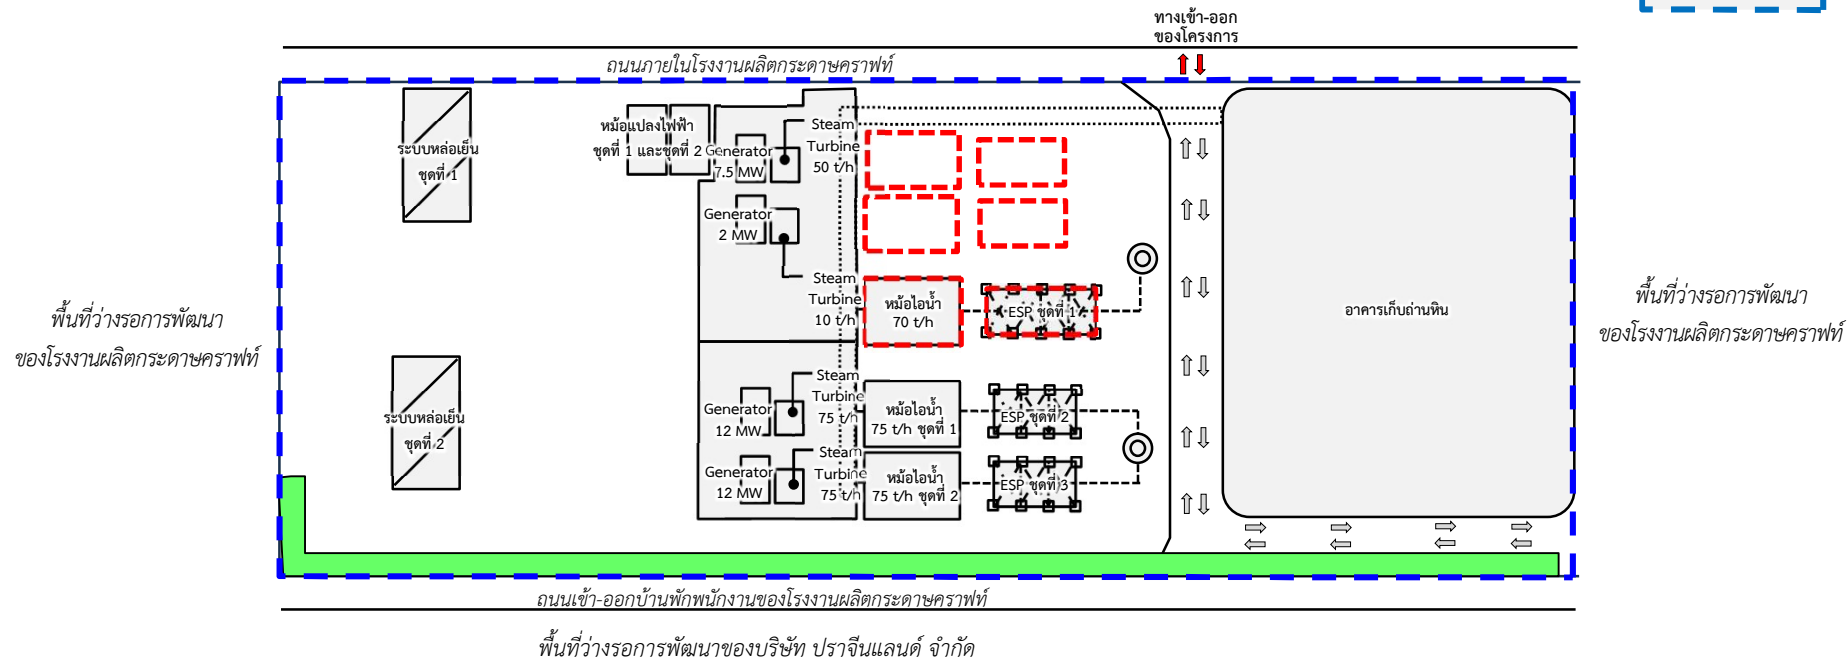 ทางเข้า-ออก
ของโครงการ
ถนนภายในโรงงานผลิตกระดาษคราฟท์
ระบบหล่อเย็น
ชุดที่ 1
หม้อแปลงไฟฟ้า
ชุดที่ 1 และชุดที่ 2
Generator
7.5 MW
Steam
Turbine
50 t/h
Generator
2 MW
Steam
Turbine
10 t/h
หม้อไอน้ำ
70 t/h
ESP ชุดที่ 1
อาคารเก็บถ่านหิน
พื้นที่ว่างรอการพัฒนา
ของโรงงานผลิตกระดาษคราฟท์
พื้นที่ว่างรอการพัฒนา
ของโรงงานผลิตกระดาษคราฟท์
ระบบหล่อเย็น
ชุดที่ 2
Generator
12 MW
Steam
Turbine
75 t/h
หม้อไอน้ำ
75 t/h ชุดที่ 1
ESP ชุดที่ 2
Generator
12 MW
Steam
Turbine
75 t/h
หม้อไอน้ำ
75 t/h ชุดที่ 2
ESP ชุดที่ 3
ถนนเข้า-ออกบ้านพักพนักงานของโรงงานผลิตกระดาษคราฟท์
พื้นที่ว่างรอการพัฒนาของบริษัท ปราจีนแลนด์ จำกัด